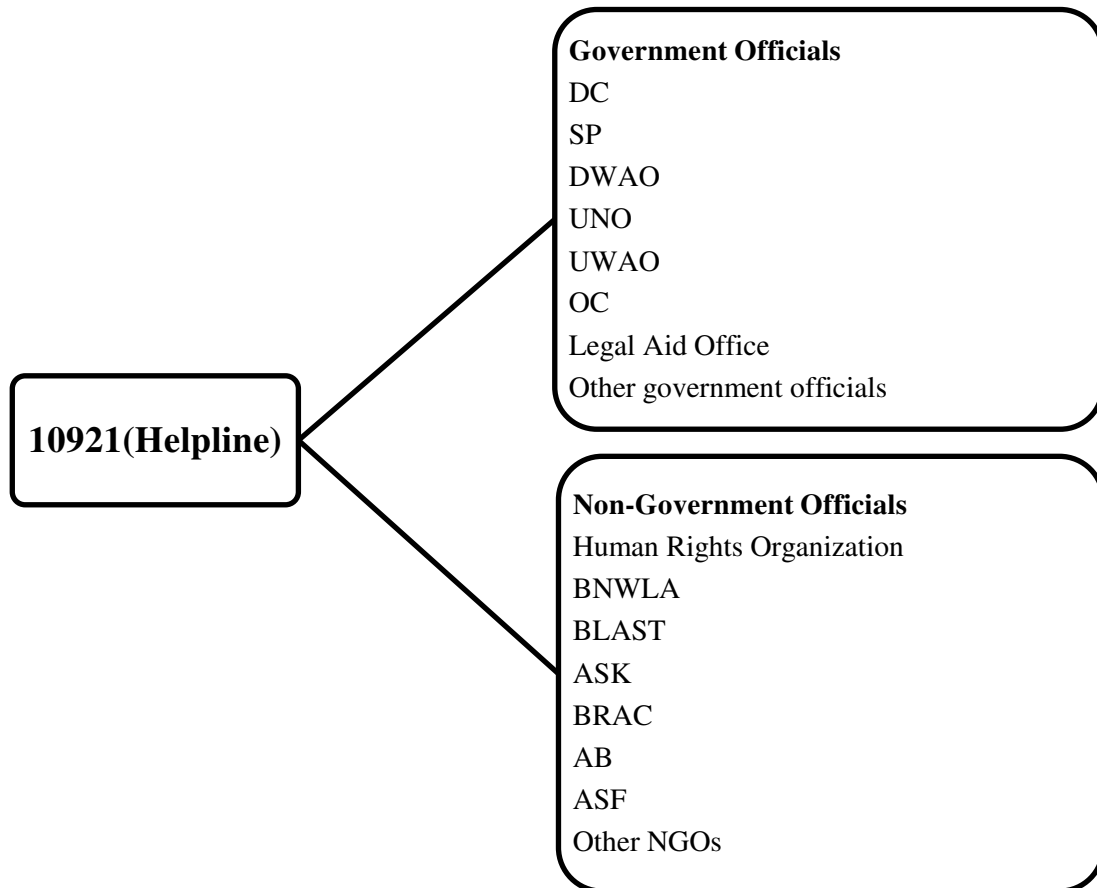 10921(Helpline)
Government Officials
DC
SP
DWAO
UNO
UWAO
OC
Legal Aid Office
Other government officials
Non-Government Officials
Human Rights Organization
BNWLA
BLAST
ASK
BRAC
AB
ASF
Other NGOs